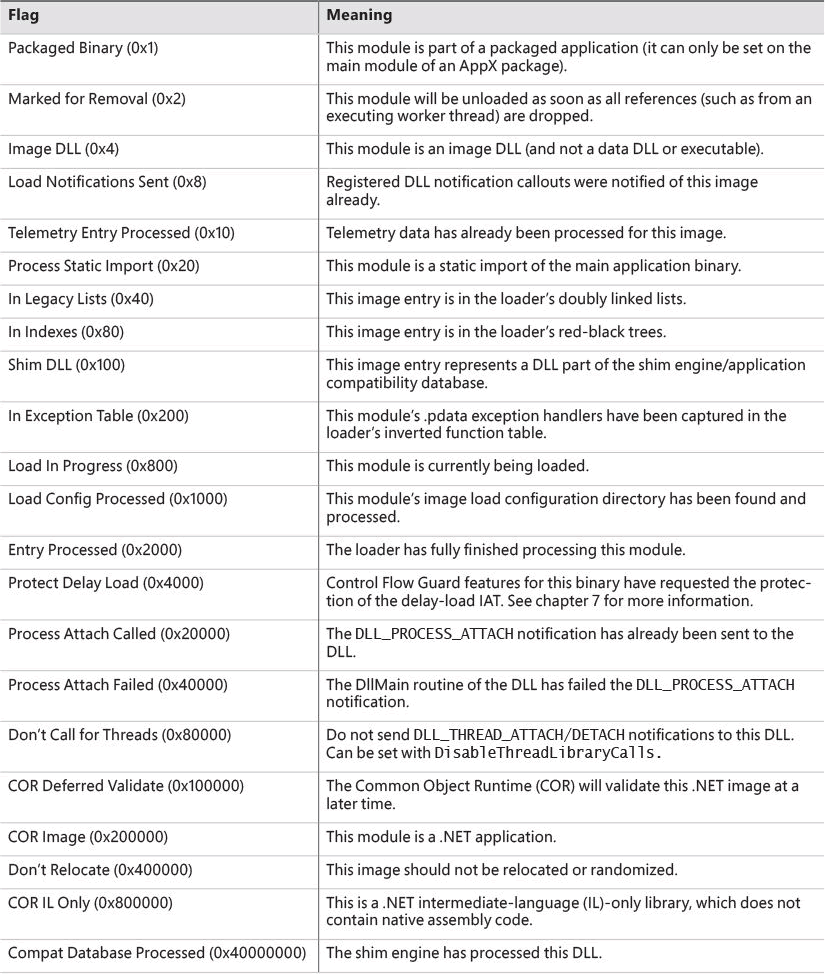 Flag Meaning
Packaged Binary (0x1) This module is part of a packaged application (it can only be set on the
main module of an AppX package).
Marked for Removal (0x2) This module will be unloaded as soon as all references (such as from an
executing worker thread) are dropped.
Image DLL (0x4) This module is an image DLL (and not a data DLL or executable).
Load Notifications Sent (0x8) Registered DLL notification callouts were notified of this image
already.
Telemetry Entry Processed (0x10) Telemetry data has already been processed for this image.
Process Static Import (0x20) This module is a static import of the main application binary.
In Legacy Lists (0x40) This image entry is in the loader’s doubly linked lists.
In Indexes (0x80) This image entry is in the loader’s red-black trees.
Shim DLL (0x100) This image entry represents a DLL part of the shim engine/application
compatibility database.
In Exception Table (0x200) This module’s .pdata exception handlers have been captured in the
loader’s inverted function table.
Load In Progress (0x800) This module is currently being loaded.
Load Config Processed (0x1000) This module’s image load configuration directory has been found and
processed.
Entry Processed (0x2000) The loader has fully finished processing this module.
Protect Delay Load (0x4000) Control Flow Guard features for this binary have requested the protec-
tion of the delay-load IAT. See chapter 7 for more information.
Process Attach Called (0x20000) The DLL_PROCESS_ATTACH notification has already been sent to the
DLL.
Process Attach Failed (0x40000) The DllMain routine of the DLL has failed the DLL_PROCESS_ATTACH
notification.
Don’t Call for Threads (0x80000) Do not send DLL_THREAD_ATTACH/DETACH notifications to this DLL.
Can be set with DisableThreadLibraryCalls.
COR Deferred Validate (0x100000) The Common Object Runtime (COR) will validate this .NET image at a
later time.
COR Image (0x200000) This module is a .NET application.
Don’t Relocate (0x400000) This image should not be relocated or randomized.
COR IL Only (0x800000) This is a .NET intermediate-language (IL)-only library, which does not
contain native assembly code.
Compat Database Processed (0x40000000) The shim engine has processed this DLL.